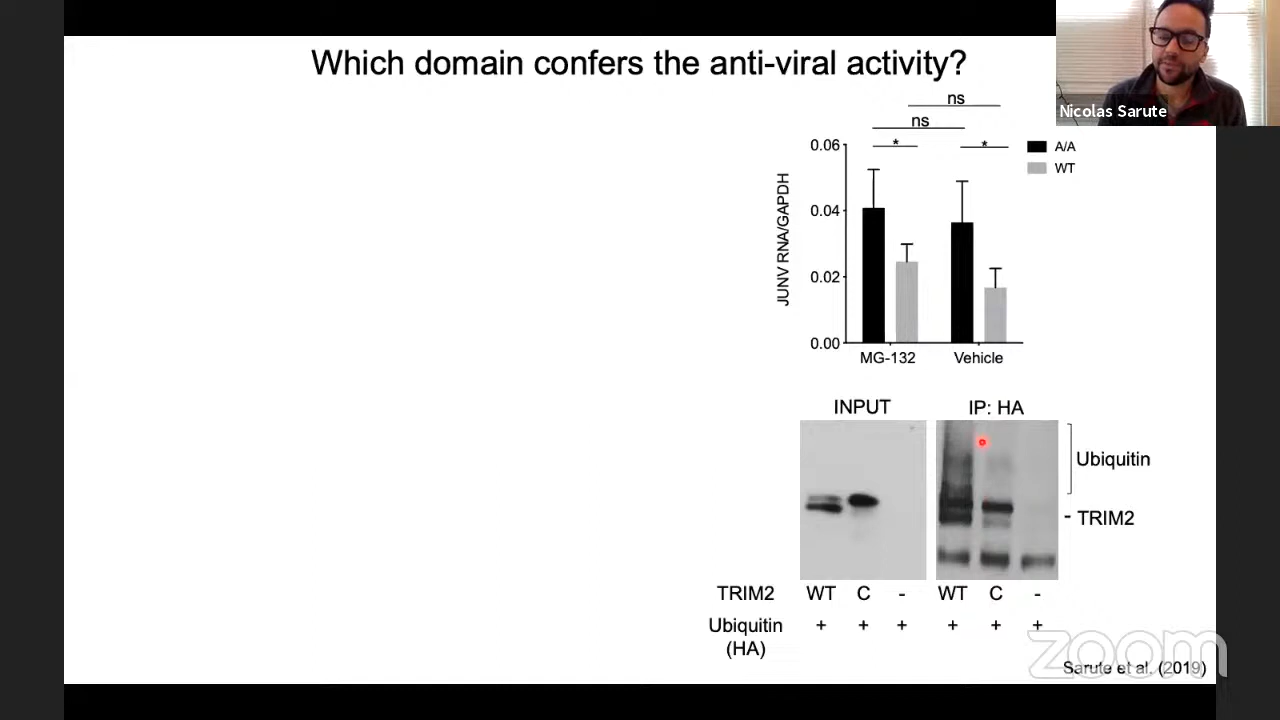 Which domain confers the anti-viral activity?
Nicolas Sarute
ns
ns
* *
A/A
WT
0.06
0.04
0.02
0.00
JUNV RNA/GAPDH
MG-132 Vehicle
INPUT IP: HA
Ubiquitin
- TRIM2
TRIM2 WT C - WT C -
Ubiquitin + + + + + +
(HA)
zoom
Sarute et al. (2019)